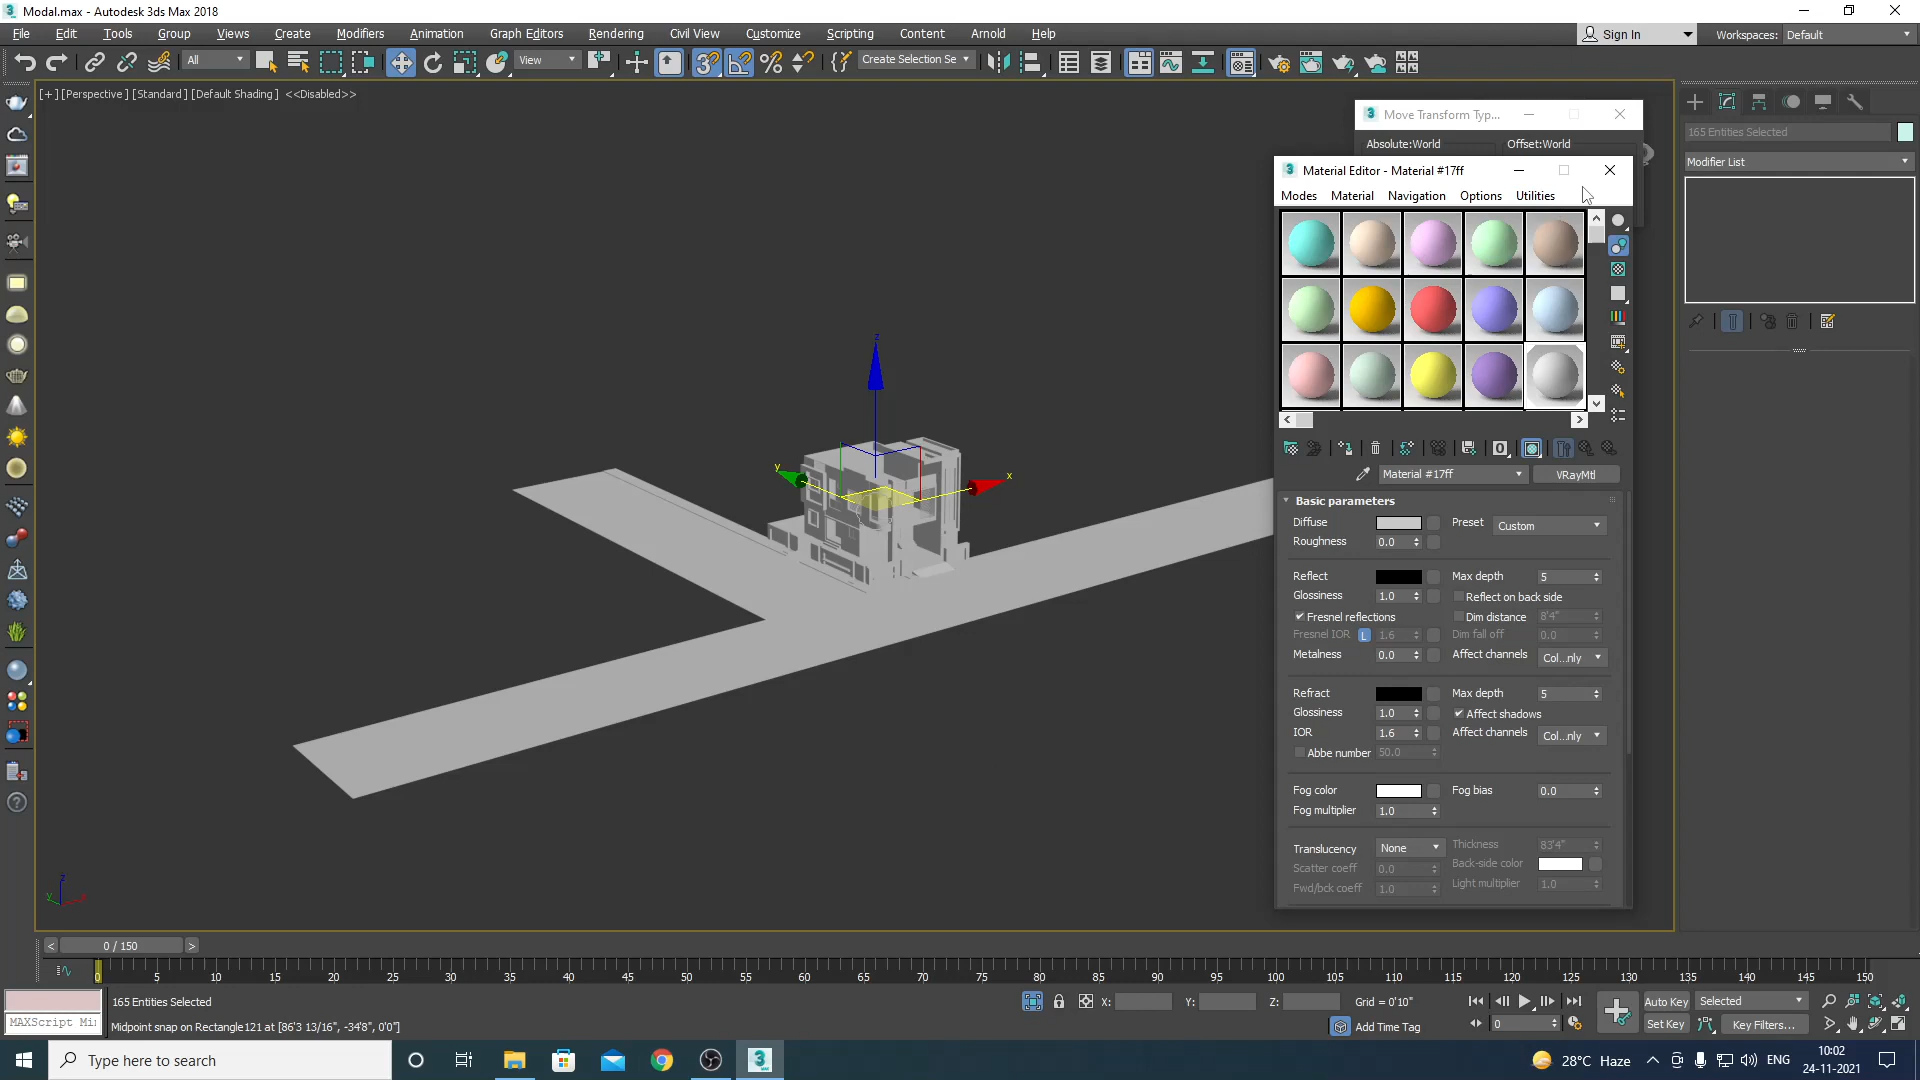 Modal.max - Autodesk 3ds Max 2018
File Edit Tools Group Views Create Modifiers Animation Graph Editors Rendering Civil View Customize Scripting Content Arnold Help
Sign In
Workspaces: Default
All
View
Create Selection Se
[+] [Perspective] [Standard] [Default Shading] <<Disabled>>
Move Transform Typ...
Absolute:World Offset:World
165 Entities Selected
Modifier List
Material Editor - Material #17ff
Modes Material Navigation Options Utilities
Material #17ff VRayMtl
Basic parameters
Diffuse Preset Custom
Roughness 0.0
Reflect Max depth 5
Glossiness 1.0 Reflect on back side
Fresnel reflections Dim distance 8'4"
Fresnel IOR L 1.6 Dim fall off 0.0
Metalness 0.0 Affect channels Col...nly
Refract Max depth 5
Glossiness 1.0 Affect shadows
IOR 1.6 Affect channels Col...nly
Abbe number 50.0
Fog color Fog bias 0.0
Fog multiplier 1.0
Translucency None Thickness 83'4"
Scatter coeff 0.0 Back-side color
Fwd/bck coeff 1.0 Light multiplier 1.0
z
y
x
z
y
x
< 0 / 150 >
0 5 10 15 20 25 30 35 40 45 50 55 60 65 70 75 80 85 90 95 100 105 110 115 120 125 130 135 140 145 150
165 Entities Selected
X: Y: Z: Grid = 0'10"
Auto Key Selected
MAXScript Mi
Midpoint snap on Rectangle121 at [86'3 13/16", -34'8", 0'0"]
Add Time Tag
0
Set Key Key Filters...
Type here to search
28°C Haze
ENG
10:02
24-11-2021